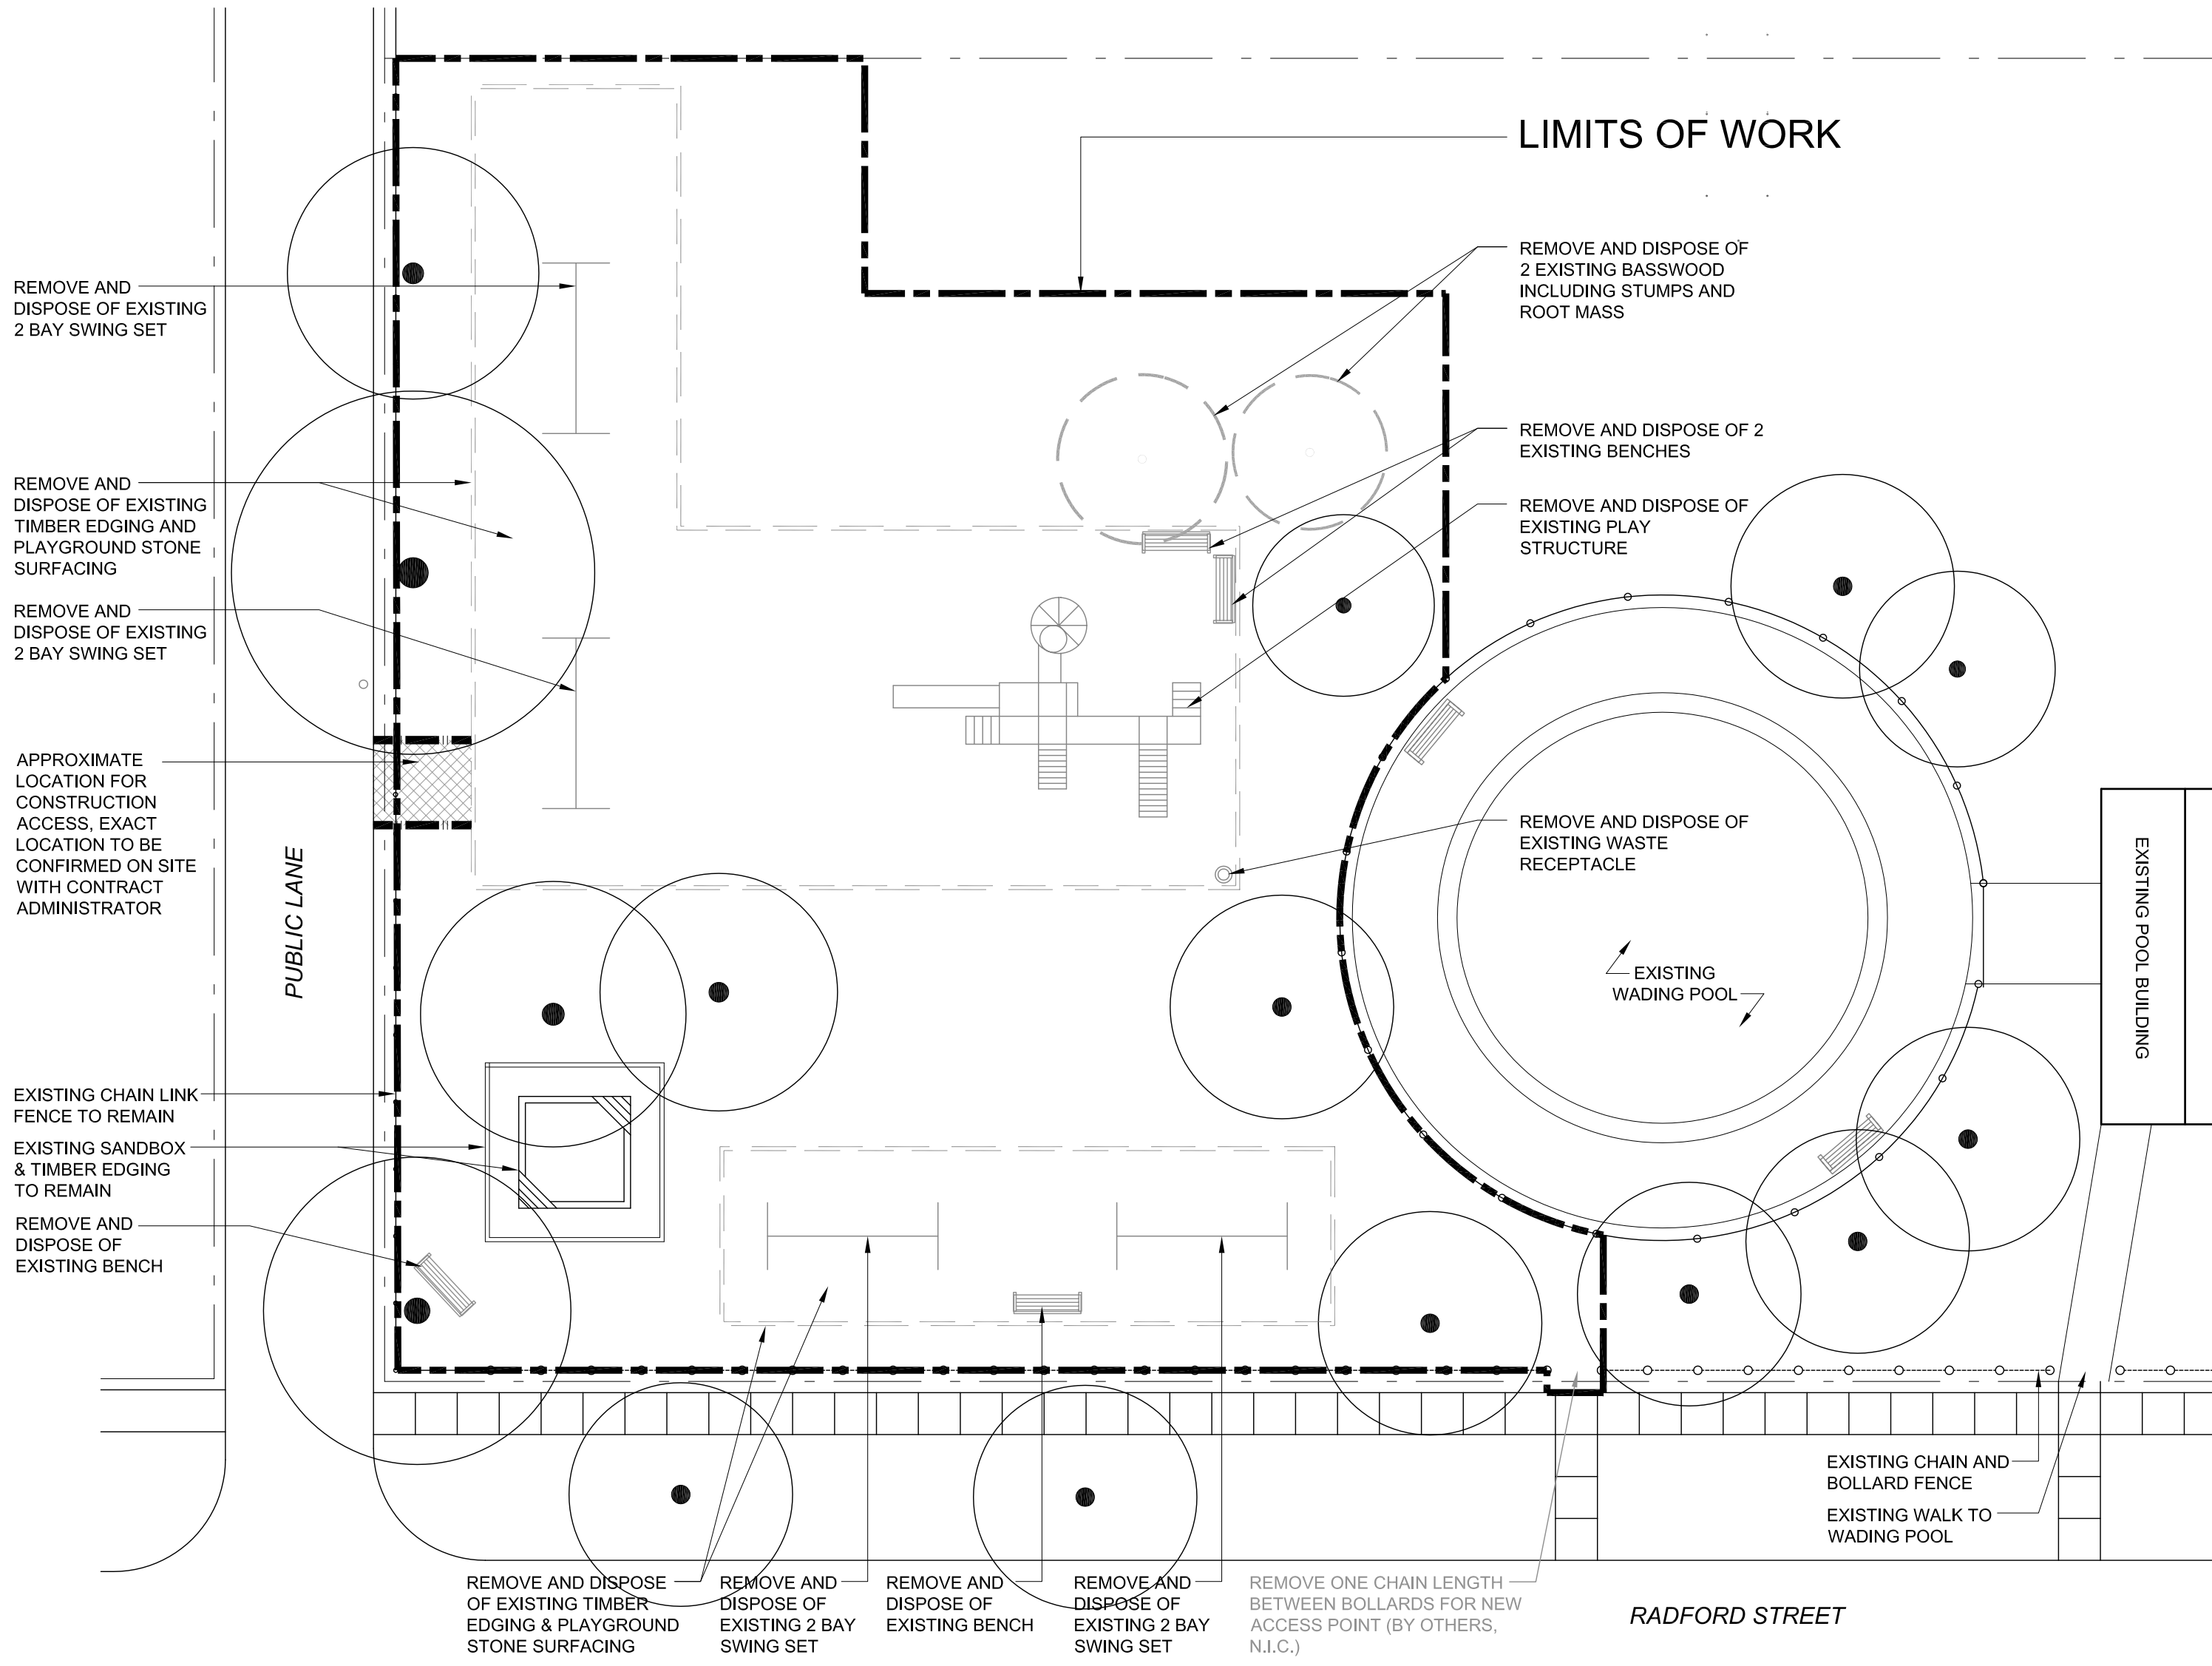 LIMITS OF WORK
REMOVE AND
DISPOSE OF EXISTING
2 BAY SWING SET
REMOVE AND
DISPOSE OF EXISTING
TIMBER EDGING AND
PLAYGROUND STONE
SURFACING
REMOVE AND
DISPOSE OF EXISTING
2 BAY SWING SET
APPROXIMATE
LOCATION FOR
CONSTRUCTION
ACCESS, EXACT
LOCATION TO BE
CONFIRMED ON SITE
WITH CONTRACT
ADMINISTRATOR
EXISTING CHAIN LINK
FENCE TO REMAIN
EXISTING SANDBOX
& TIMBER EDGING
TO REMAIN
REMOVE AND
DISPOSE OF
EXISTING BENCH
PUBLIC LANE
REMOVE AND DISPOSE OF
2 EXISTING BASSWOOD
INCLUDING STUMPS AND
ROOT MASS
REMOVE AND DISPOSE OF 2
EXISTING BENCHES
REMOVE AND DISPOSE OF
EXISTING PLAY
STRUCTURE
REMOVE AND DISPOSE OF
EXISTING WASTE
RECEPTACLE
EXISTING
WADING POOL
EXISTING POOL BUILDING
EXISTING CHAIN AND
BOLLARD FENCE
EXISTING WALK TO
WADING POOL
REMOVE AND DISPOSE
OF EXISTING TIMBER
EDGING & PLAYGROUND
STONE SURFACING
REMOVE AND
DISPOSE OF
EXISTING 2 BAY
SWING SET
REMOVE AND
DISPOSE OF
EXISTING BENCH
REMOVE AND
DISPOSE OF
EXISTING 2 BAY
SWING SET
REMOVE ONE CHAIN LENGTH
BETWEEN BOLLARDS FOR NEW
ACCESS POINT (BY OTHERS,
N.I.C.)
RADFORD STREET